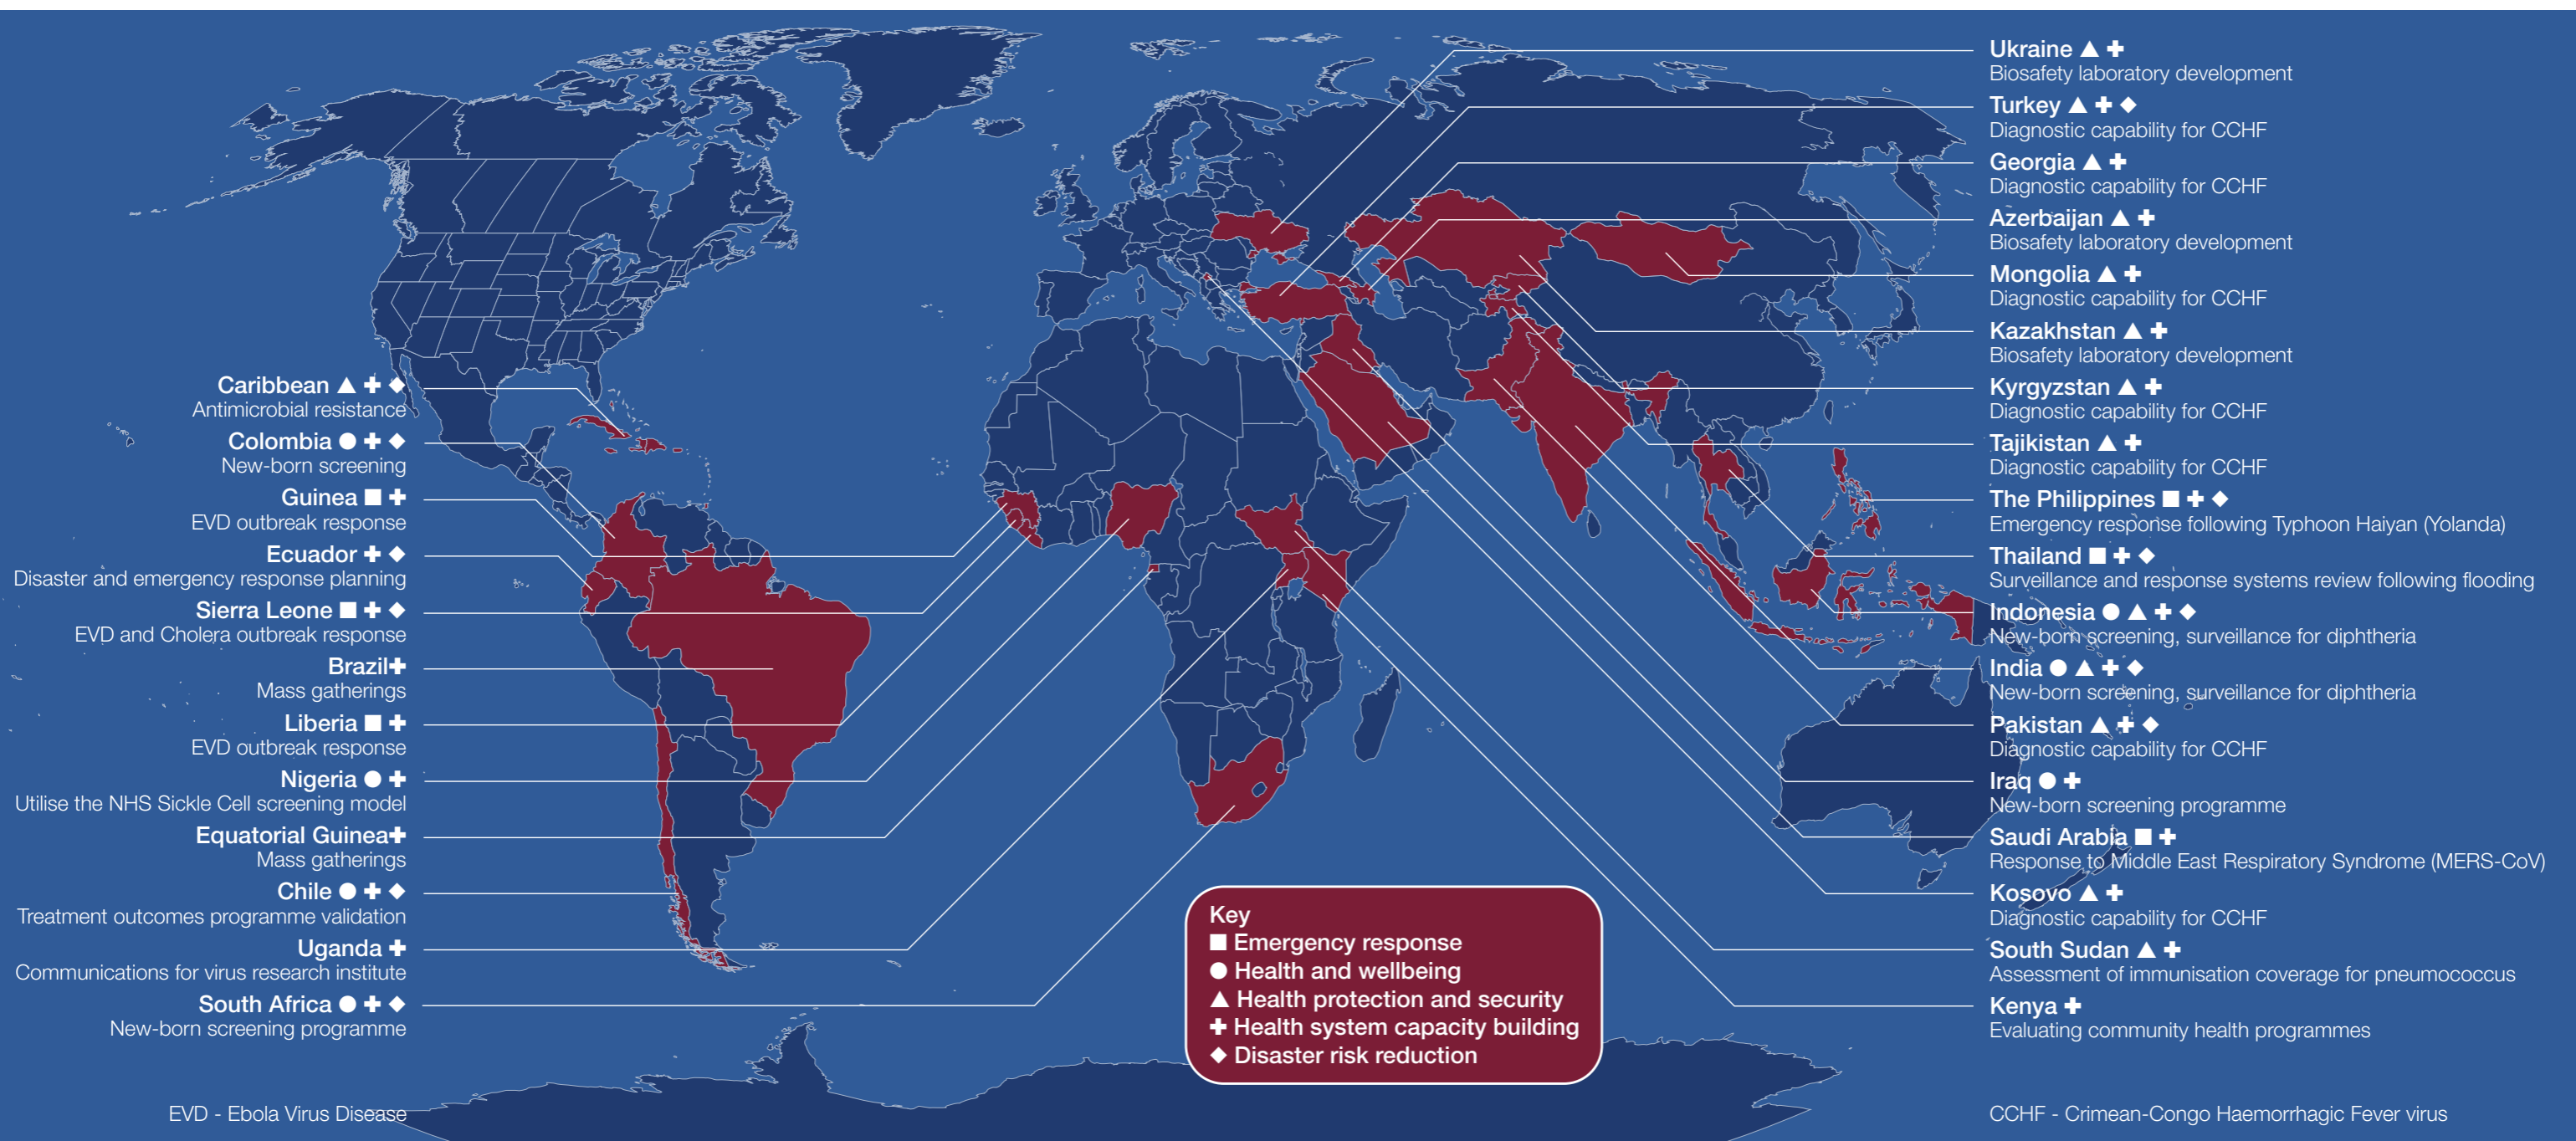 Caribbean ▲ ✚ ◆
Antimicrobial resistance
Colombia ● ✚ ◆
New-born screening
Guinea ■ ✚
EVD outbreak response
Ecuador ✚ ◆
Disaster and emergency response planning
Sierra Leone ■ ✚ ◆
EVD and Cholera outbreak response
Brazil✚
Mass gatherings
Liberia ■ ✚
EVD outbreak response
Nigeria ● ✚
Utilise the NHS Sickle Cell screening model
Equatorial Guinea✚
Mass gatherings
Chile ● ✚ ◆
Treatment outcomes programme validation
Uganda ✚
Communications for virus research institute
South Africa ● ✚ ◆
New-born screening programme
EVD - Ebola Virus Disease
Key
■ Emergency response
● Health and wellbeing
▲ Health protection and security
✚ Health system capacity building
◆ Disaster risk reduction
Ukraine ▲ ✚
Biosafety laboratory development
Turkey ▲ ✚ ◆
Diagnostic capability for CCHF
Georgia ▲ ✚
Diagnostic capability for CCHF
Azerbaijan ▲ ✚
Biosafety laboratory development
Mongolia ▲ ✚
Diagnostic capability for CCHF
Kazakhstan ▲ ✚
Biosafety laboratory development
Kyrgyzstan ▲ ✚
Diagnostic capability for CCHF
Tajikistan ▲ ✚
Diagnostic capability for CCHF
The Philippines ■ ✚ ◆
Emergency response following Typhoon Haiyan (Yolanda)
Thailand ■ ✚ ◆
Surveillance and response systems review following flooding
Indonesia ● ▲ ✚ ◆
New-born screening, surveillance for diphtheria
India ● ▲ ✚ ◆
New-born screening, surveillance for diphtheria
Pakistan ▲ ✚ ◆
Diagnostic capability for CCHF
Iraq ● ✚
New-born screening programme
Saudi Arabia ■ ✚
Response to Middle East Respiratory Syndrome (MERS-CoV)
Kosovo ▲ ✚
Diagnostic capability for CCHF
South Sudan ▲ ✚
Assessment of immunisation coverage for pneumococcus
Kenya ✚
Evaluating community health programmes
CCHF - Crimean-Congo Haemorrhagic Fever virus